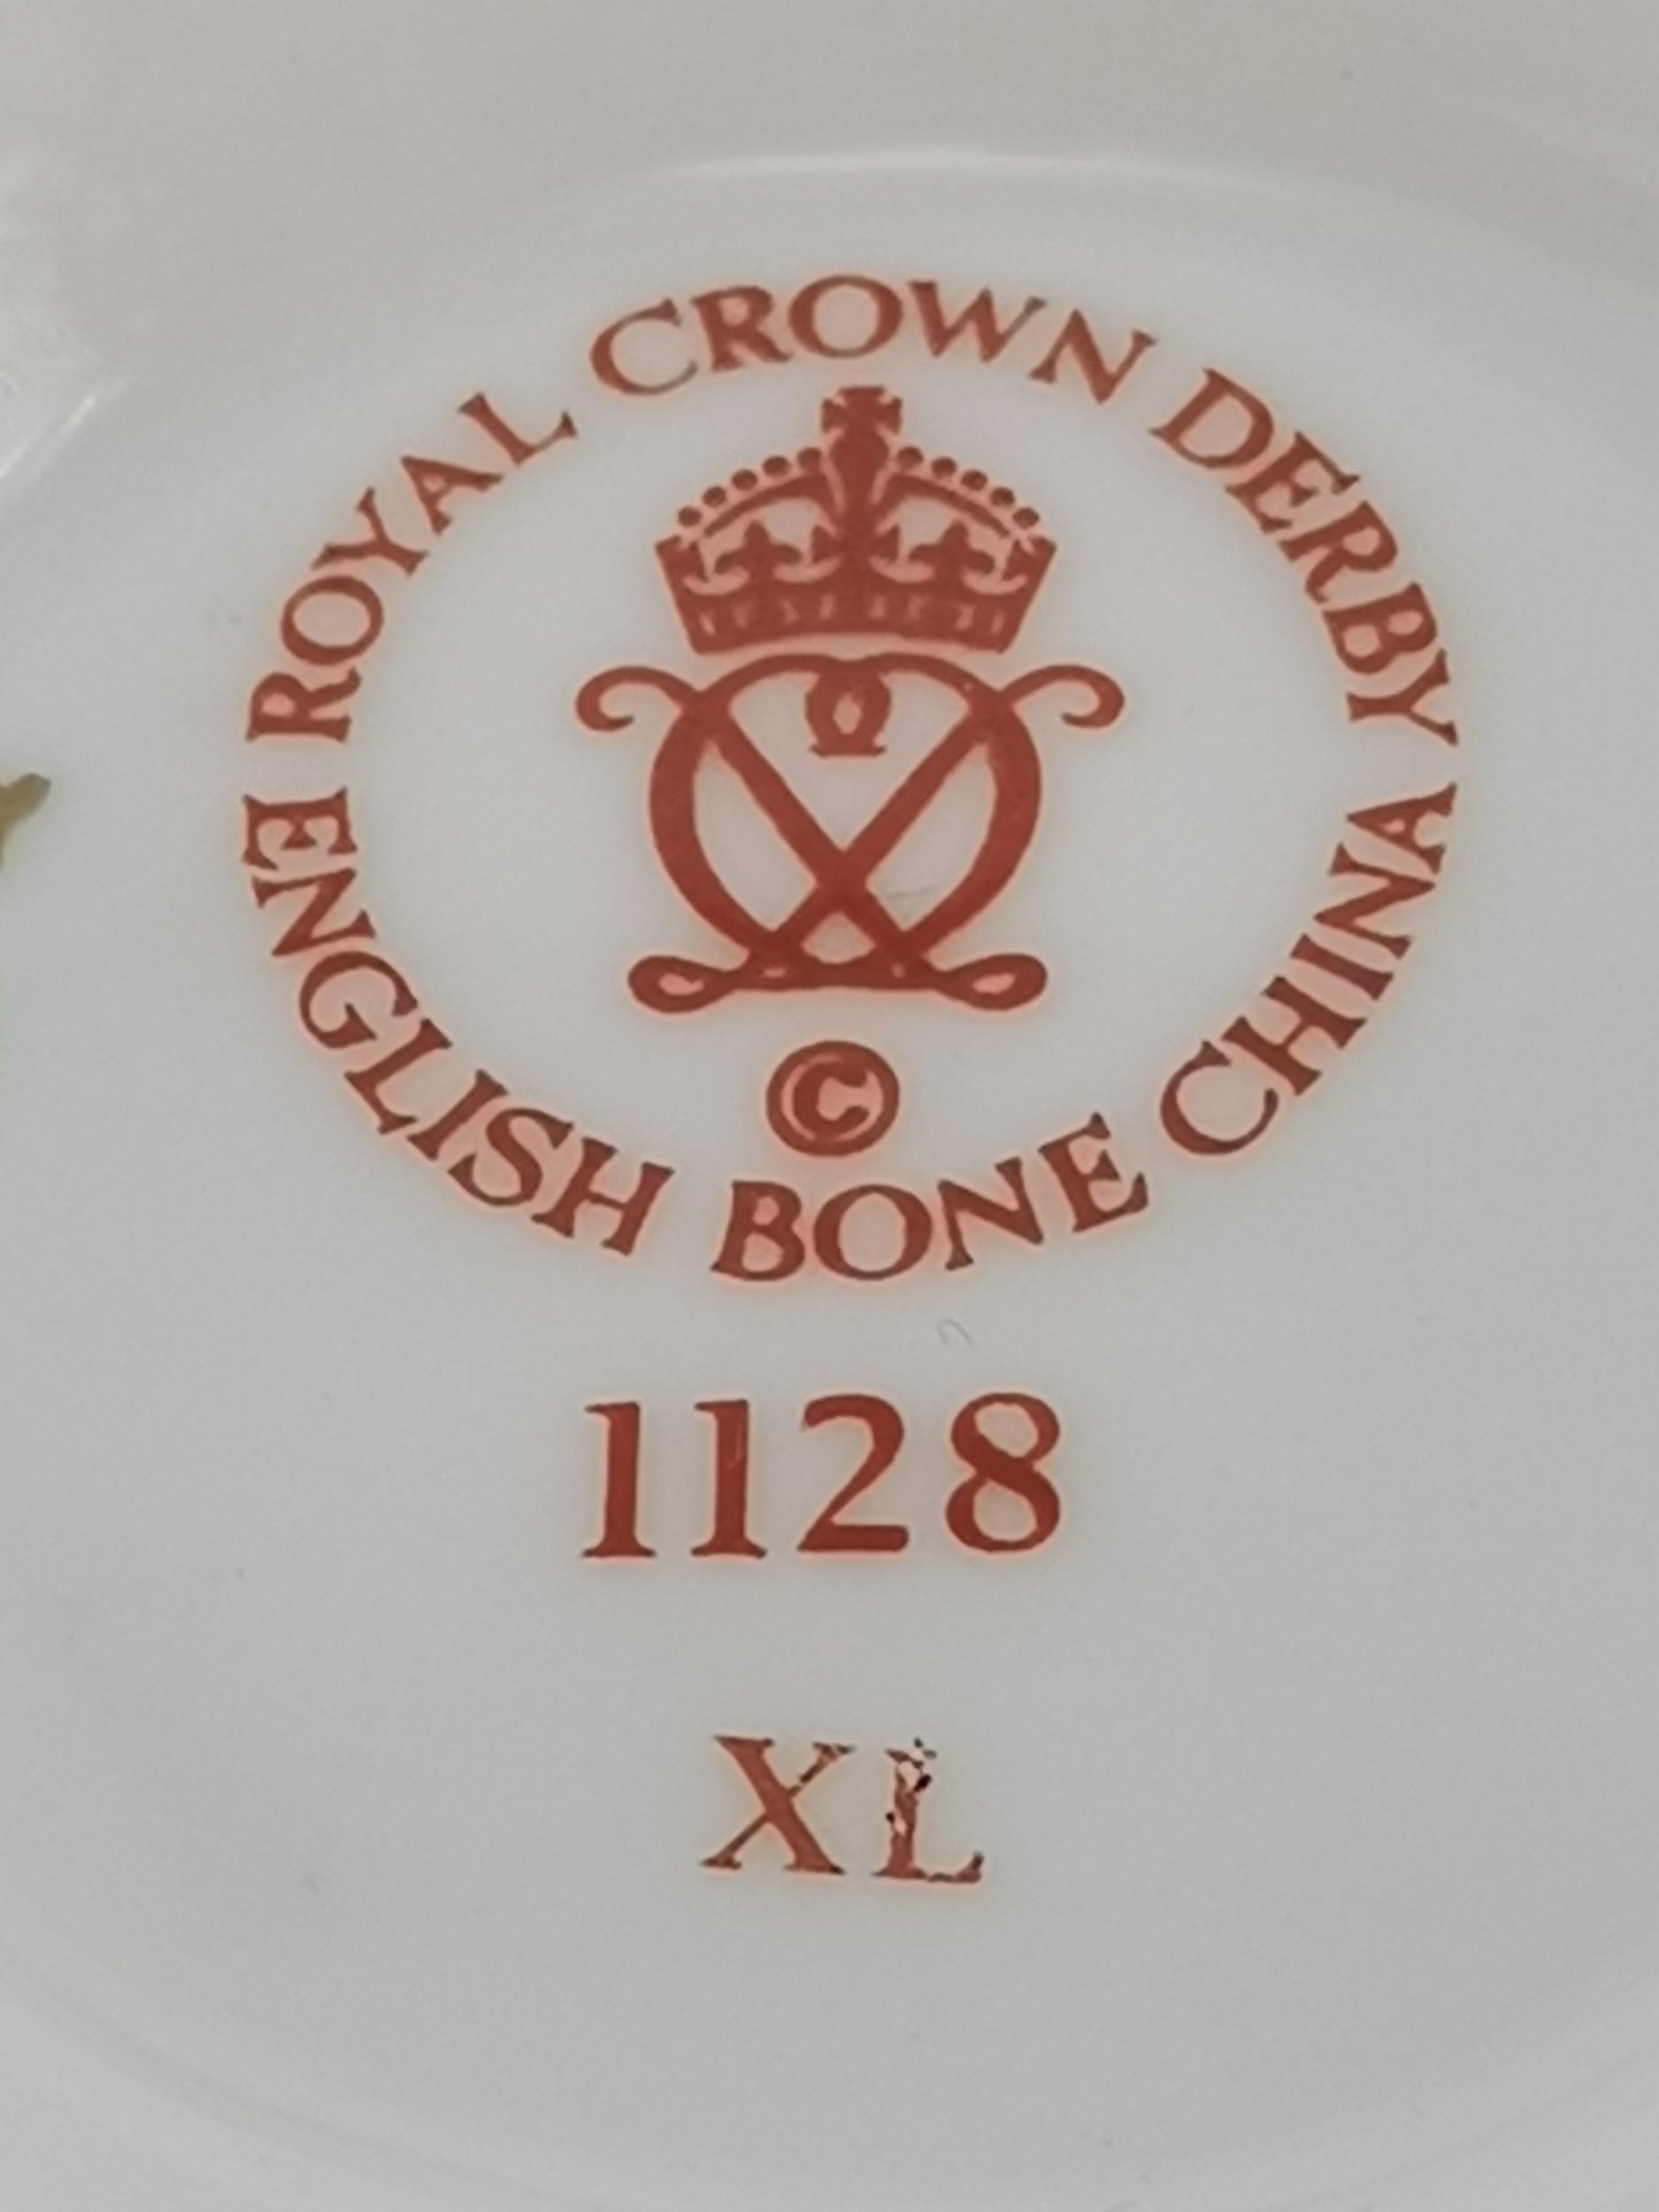 ROYAL CROWN DERBY
ENGLISH BONE CHINA
©
1128
XL